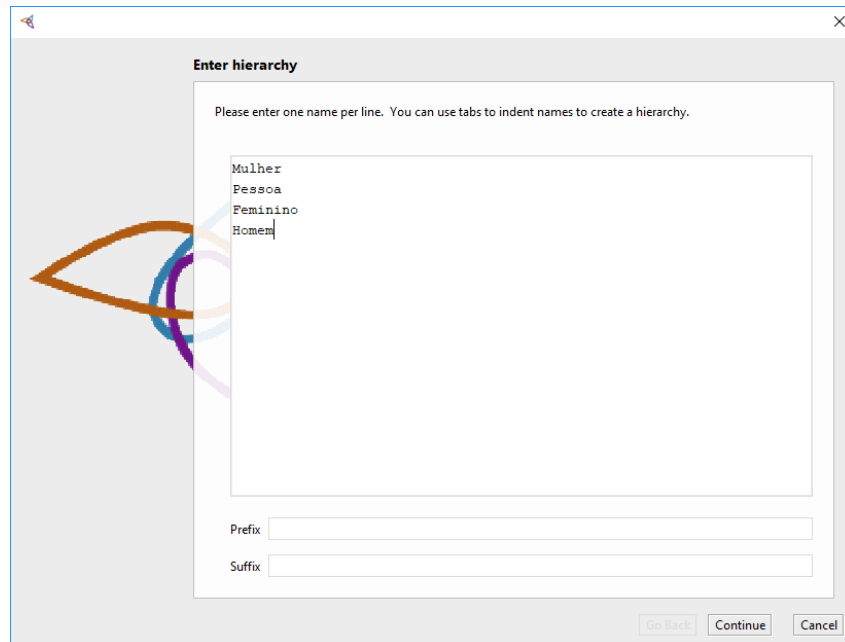 Enter hierarchy
Please enter one name per line. You can use tabs to indent names to create a hierarchy.
Mulher
Pessoa
Feminino
Homem
Prefix
Suffix
Go Back Continue Cancel